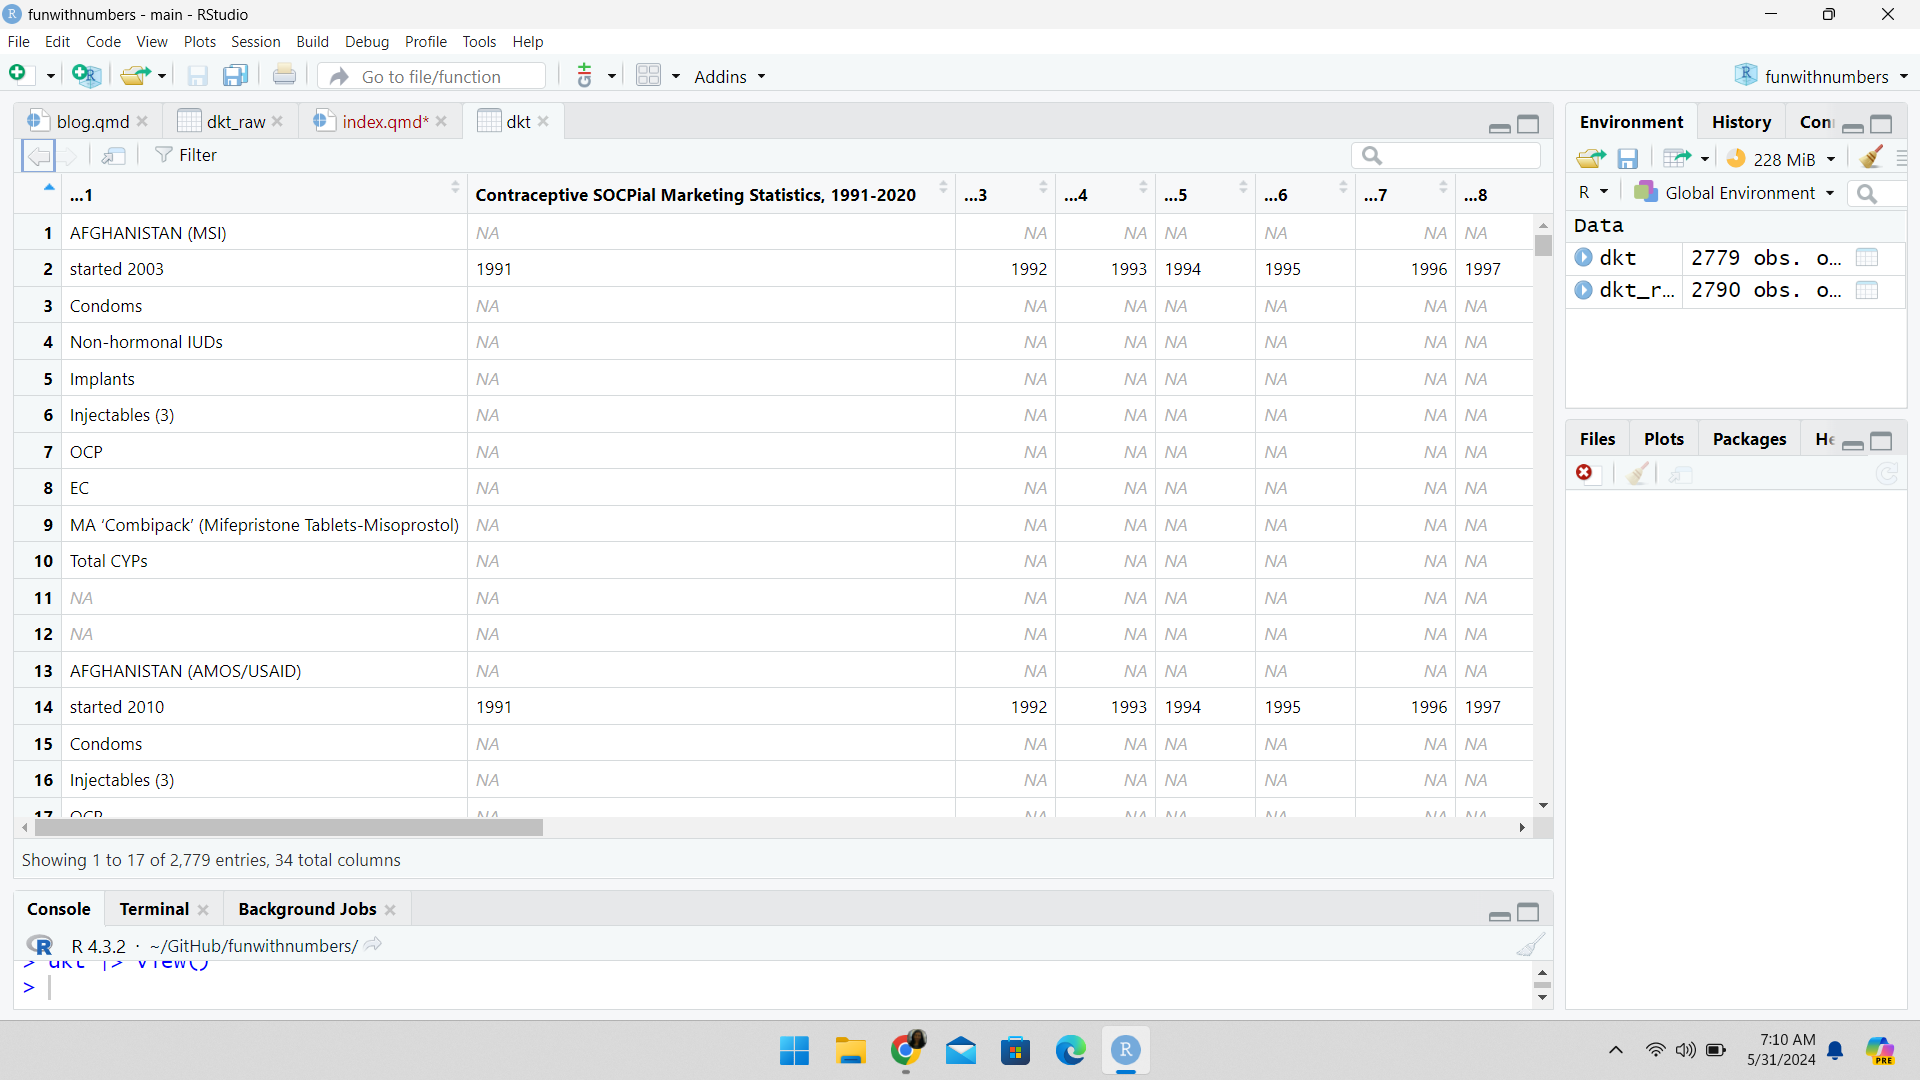 funwithnumbers - main - RStudio
File Edit Code View Plots Session Build Debug Profile Tools Help
Go to file/function Addins funwithnumbers
blog.qmd dkt_raw index.qmd* dkt
Filter
...1 Contraceptive SOCPial Marketing Statistics, 1991-2020 ...3 ...4 ...5 ...6 ...7 ...8
1 AFGHANISTAN (MSI) NA NA NA NA NA NA NA
2 started 2003 1991 1992 1993 1994 1995 1996 1997
3 Condoms NA NA NA NA NA NA NA
4 Non-hormonal IUDs NA NA NA NA NA NA NA
5 Implants NA NA NA NA NA NA NA
6 Injectables (3) NA NA NA NA NA NA NA
7 OCP NA NA NA NA NA NA NA
8 EC NA NA NA NA NA NA NA
9 MA ‘Combipack’ (Mifepristone Tablets-Misoprostol) NA NA NA NA NA NA NA
10 Total CYPs NA NA NA NA NA NA NA
11 NA NA NA NA NA NA NA NA
12 NA NA NA NA NA NA NA NA
13 AFGHANISTAN (AMOS/USAID) NA NA NA NA NA NA NA
14 started 2010 1991 1992 1993 1994 1995 1996 1997
15 Condoms NA NA NA NA NA NA NA
16 Injectables (3) NA NA NA NA NA NA NA
17 OCP NA NA NA NA NA NA NA
Showing 1 to 17 of 2,779 entries, 34 total columns
Console Terminal Background Jobs
R 4.3.2 · ~/GitHub/funwithnumbers/
> dkt |> View()
>
Environment History Con
228 MiB
R Global Environment
Data
dkt 2779 obs. o...
dkt_r... 2790 obs. o...
Files Plots Packages He
R
PRE
7:10 AM
5/31/2024